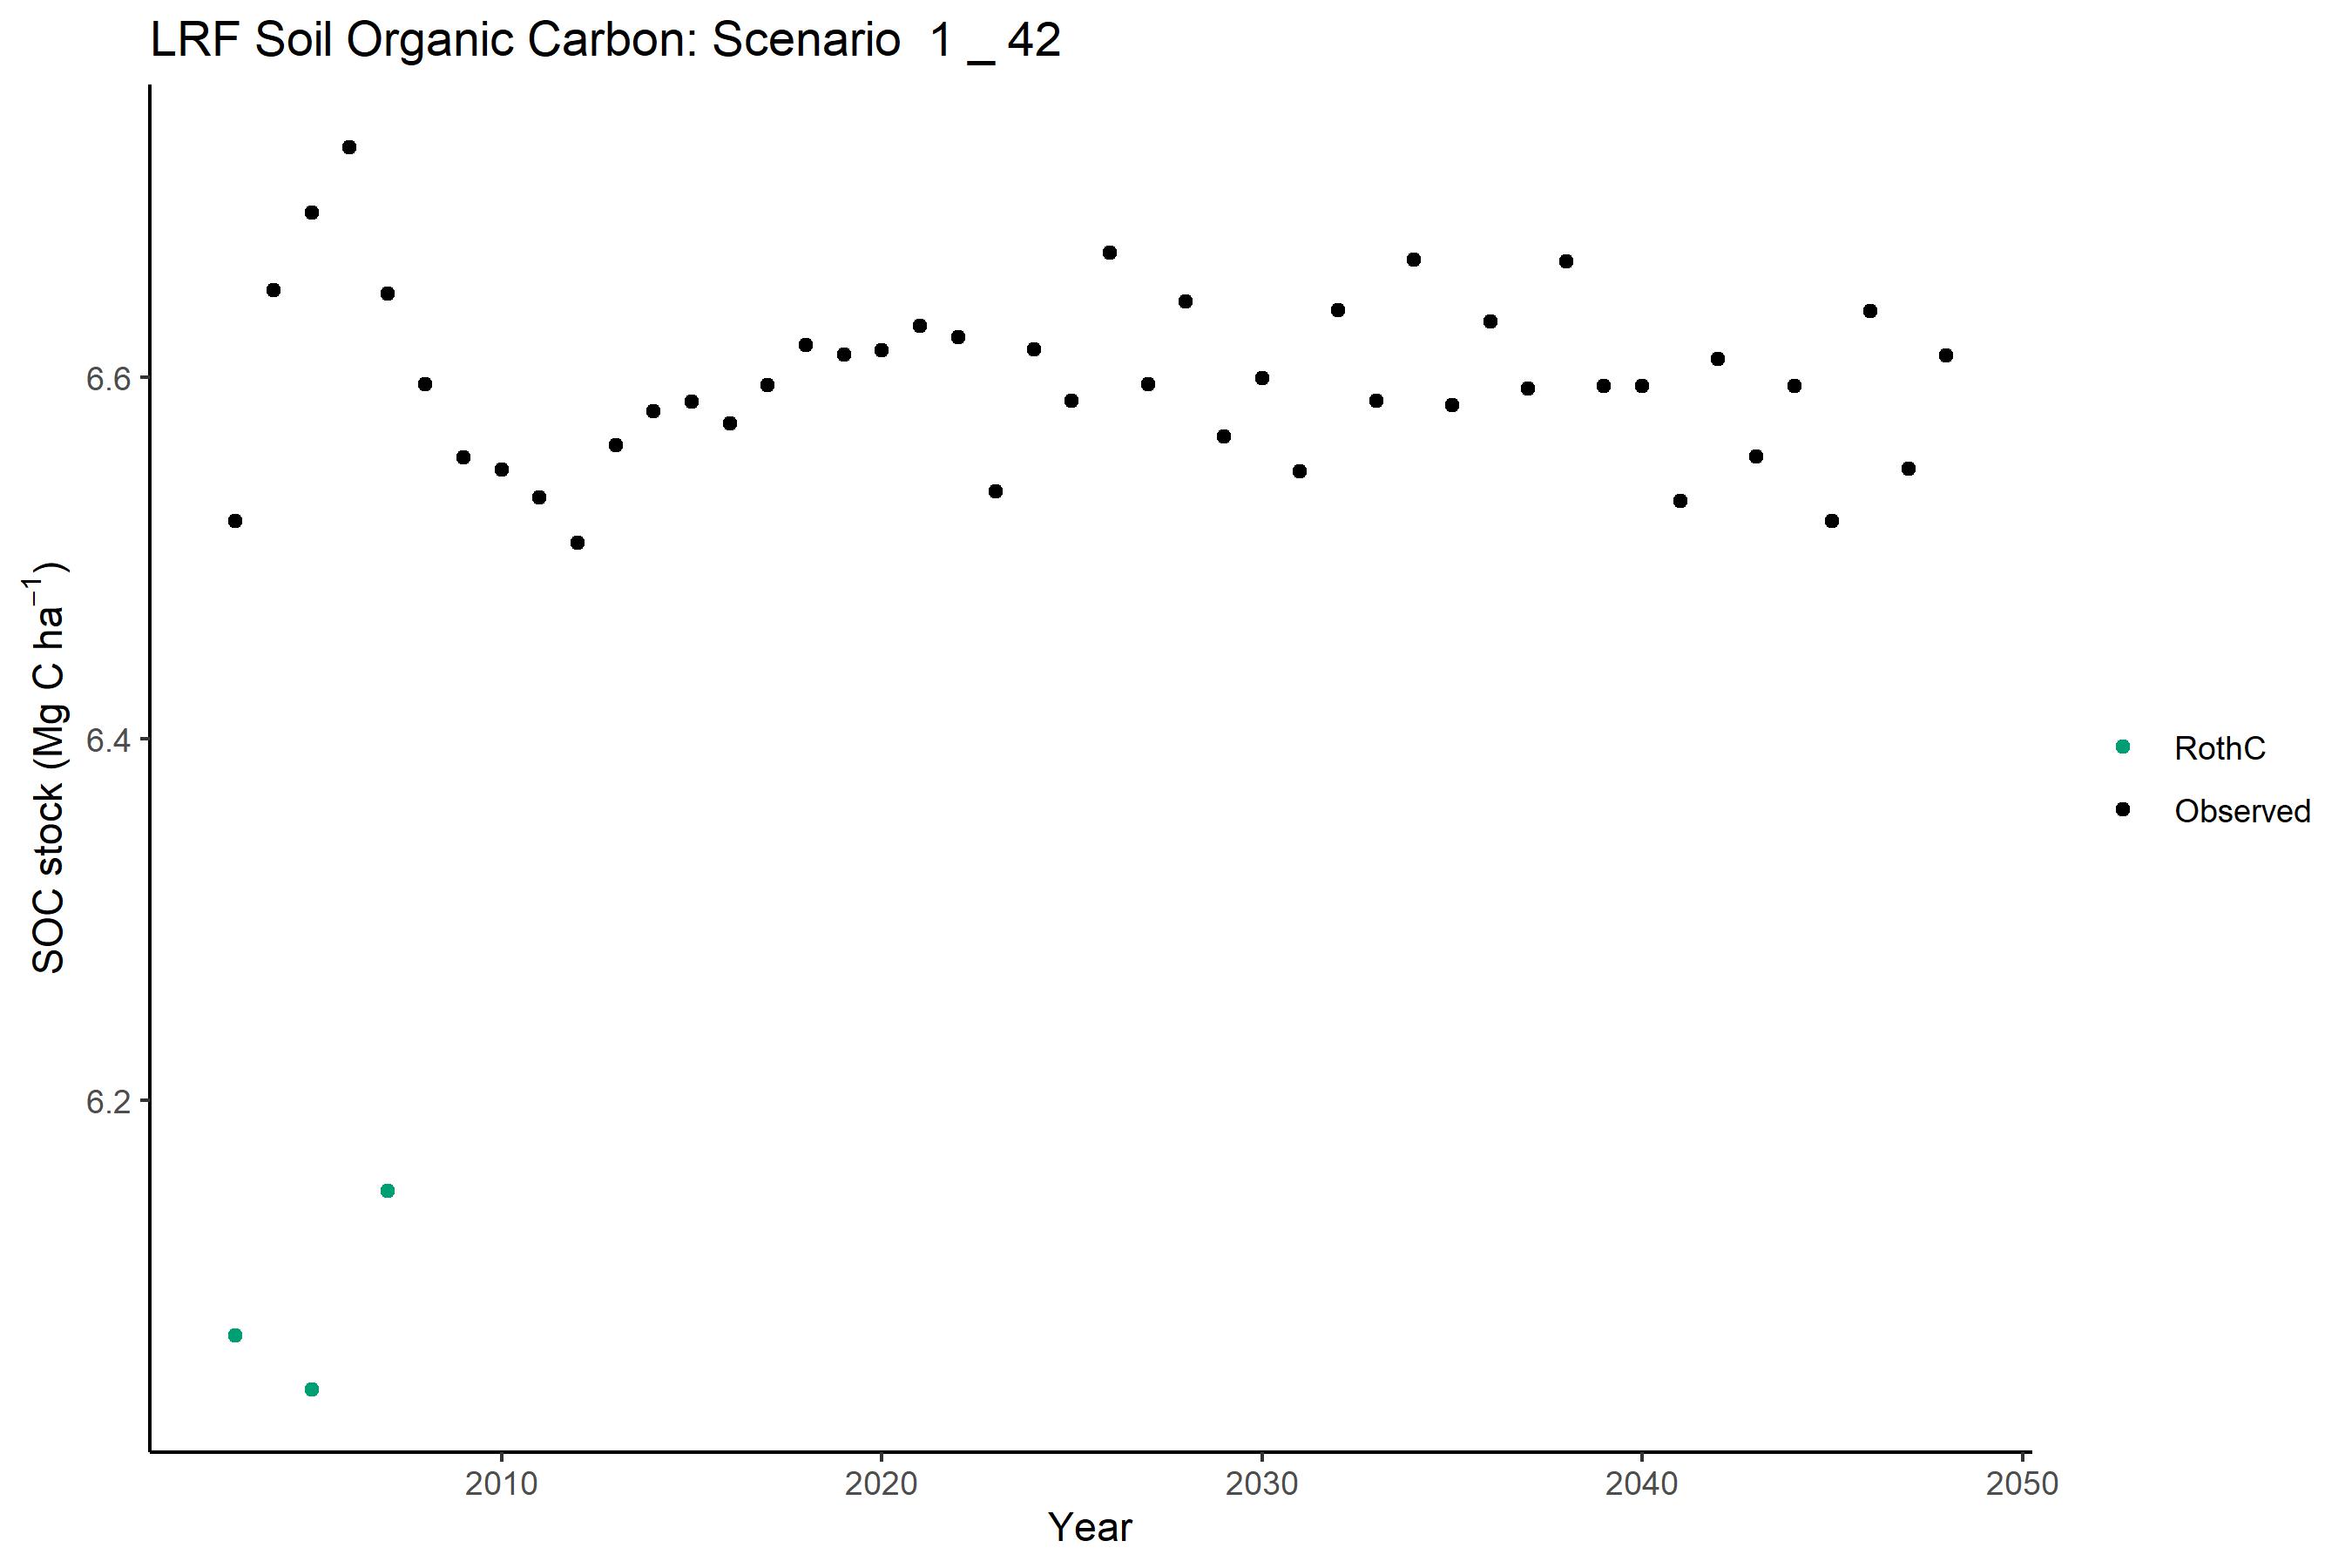 LRF Soil Organic Carbon: Scenario  1 _ 42
SOC stock (Mg C ha⁻¹)
6.6
6.4
6.2
2010
2020
2030
2040
2050
Year
RothC
Observed